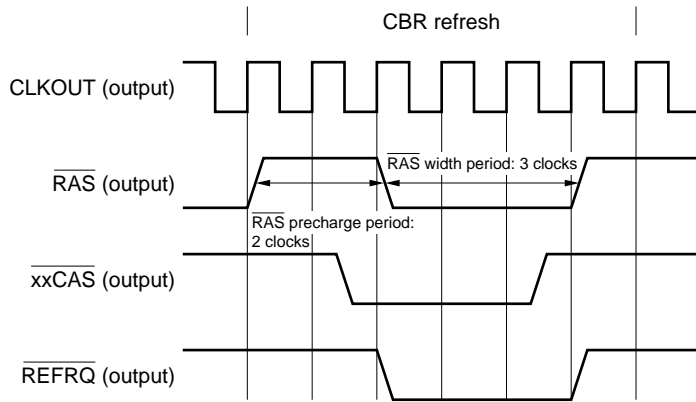 CBR refresh
CLKOUT (output)
RAS (output)
RAS width period: 3 clocks
RAS precharge period:
2 clocks
xxCAS (output)
REFRQ (output)